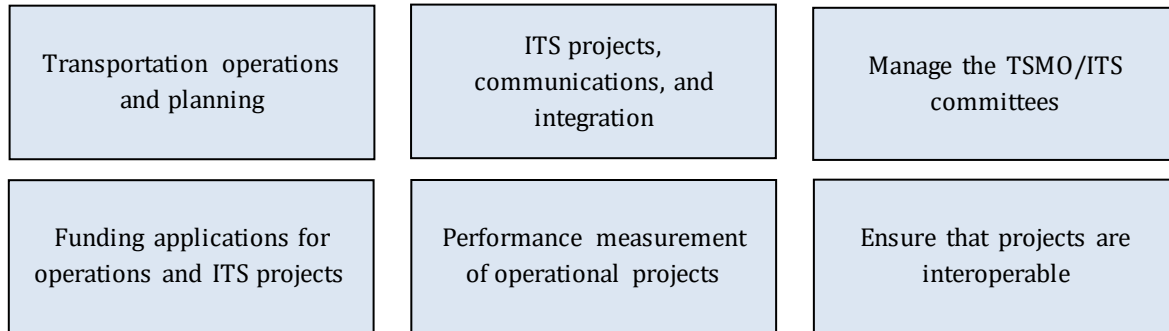 Transportation operations
and planning
ITS projects,
communications, and
integration
Manage the TSMO/ITS
committees
Funding applications for
operations and ITS projects
Performance measurement
of operational projects
Ensure that projects are
interoperable